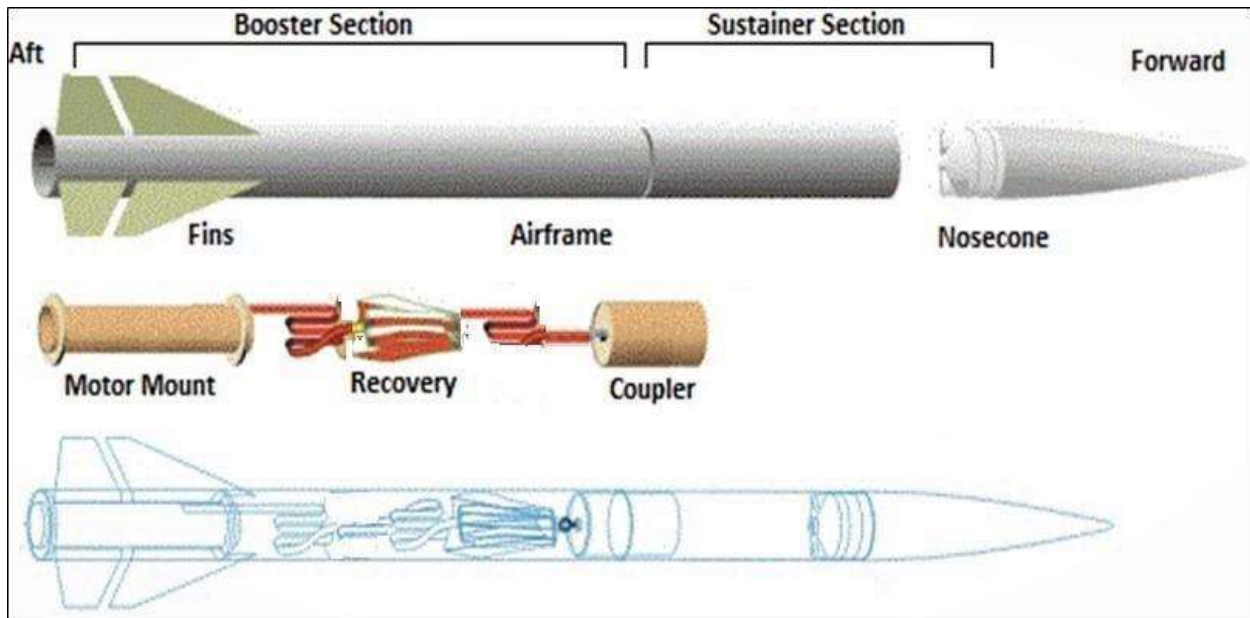 Booster Section
Sustainer Section
Aft
Forward
Fins
Airframe
Nosecone
Motor Mount
Recovery
Coupler